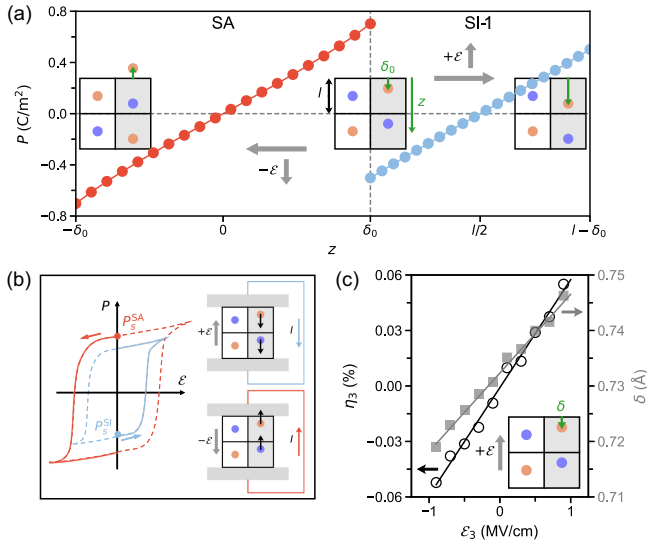 (a)
SA
SI-1
0.8
0.4
0.0
-0.4
-0.8
P (C/m²)
l
δ₀
z
+ℰ
-ℰ
−δ₀
0
δ₀
l/2
l − δ₀
z
(b)
P
Pₛ^SA
ℰ
Pₛ^SI
+ℰ
I
-ℰ
I
(c)
0.06
0.03
0.00
−0.03
−0.06
η₃ (%)
0.75
0.74
0.73
0.72
0.71
δ (Å)
+ℰ
δ
−1
0
1
ℰ₃ (MV/cm)